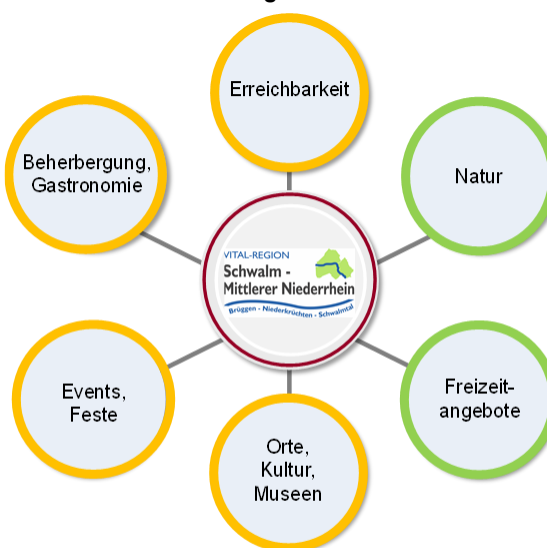 Erreichbarkeit
Beherbergung,
Gastronomie
Natur
VITAL-REGION
Schwalm -
Mittlerer Niederrhein
Brüggen - Niederkrüchten - Schwalmtal
Events,
Feste
Freizeit-
angebote
Orte,
Kultur,
Museen